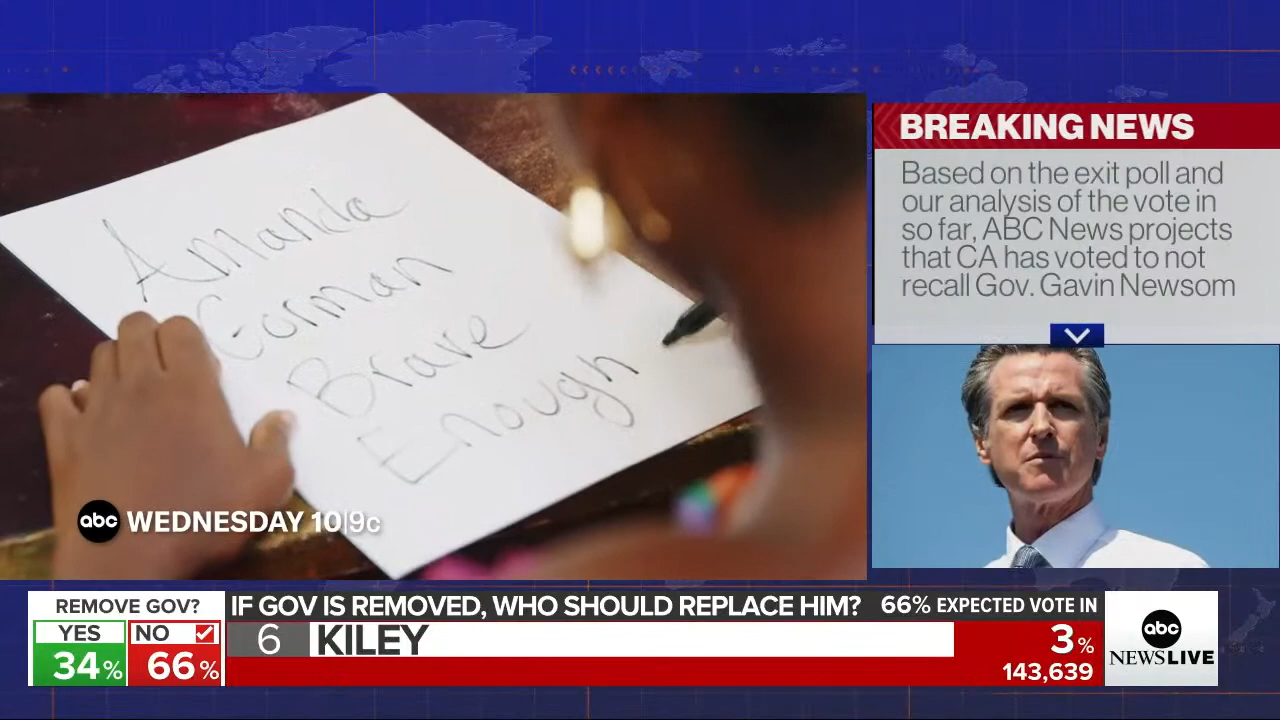 Amanda
Gorman
Brave
Enough
abc WEDNESDAY 10|9c
BREAKING NEWS
Based on the exit poll and
our analysis of the vote in
so far, ABC News projects
that CA has voted to not
recall Gov. Gavin Newsom
REMOVE GOV?
YES NO
34% 66%
IF GOV IS REMOVED, WHO SHOULD REPLACE HIM? 66% EXPECTED VOTE IN
6 KILEY 3%
143,639
abc
NEWSLIVE